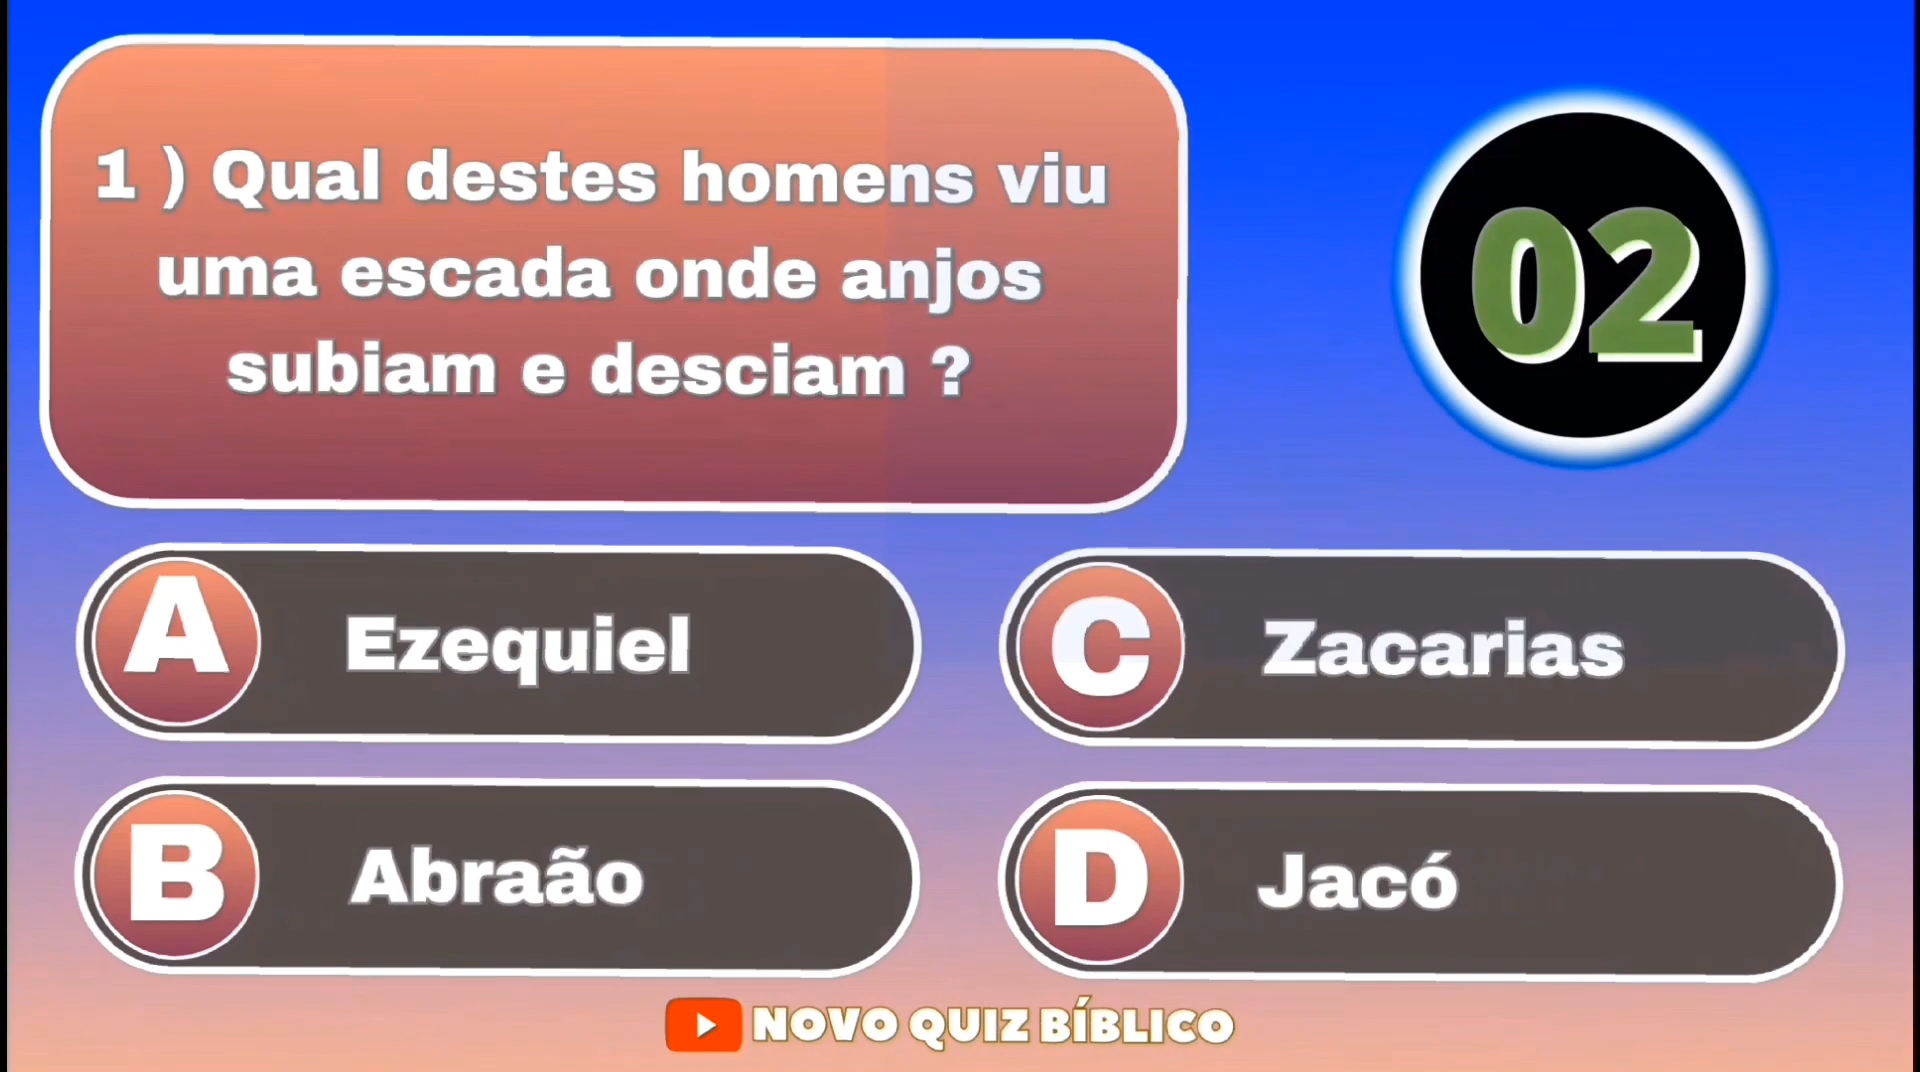 1 ) Qual destes homens viu
uma escada onde anjos
subiam e desciam ?
02
A Ezequiel
C Zacarias
B Abraão
D Jacó
NOVO QUIZ BÍBLICO